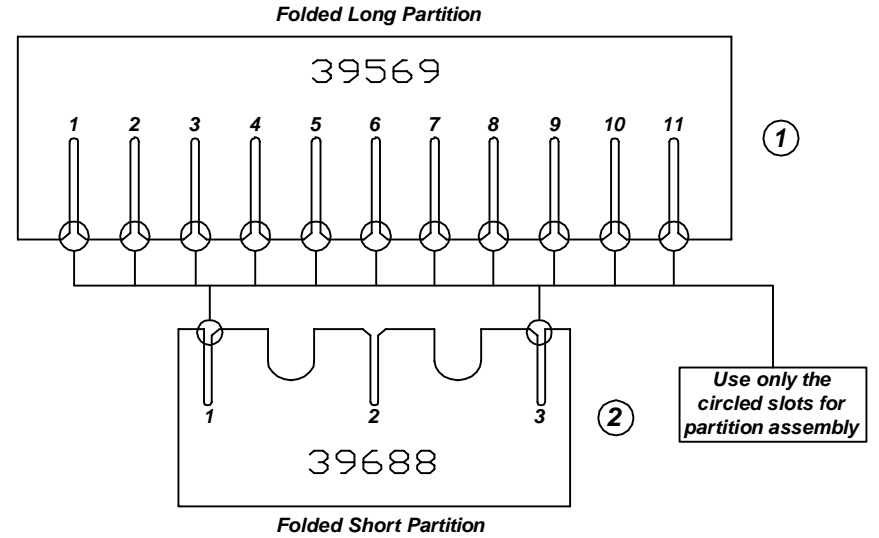 Folded Long Partition
39569
1 2 3 4 5 6 7 8 9 10 11
1
1 2 3
2
Use only the
circled slots for
partition assembly
39688
Folded Short Partition